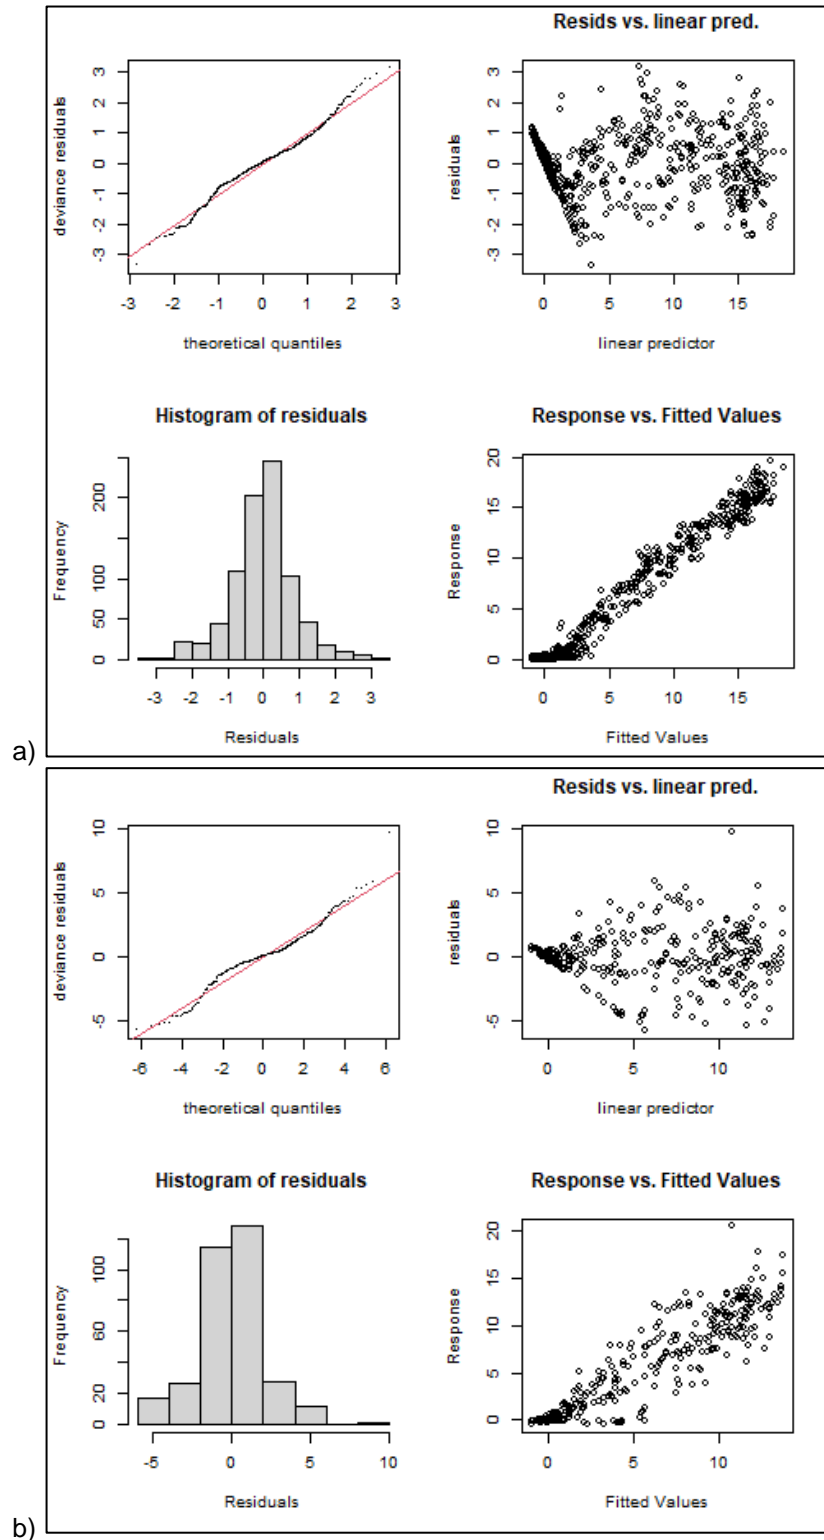 Resids vs. linear pred.
deviance residuals
3
2
1
0
-1
-2
-3
-3 -2 -1 0 1 2 3
theoretical quantiles
residuals
3
2
1
0
-1
-2
-3
0 5 10 15
linear predictor
Histogram of residuals
Frequency
200
100
50
0
-3 -2 -1 0 1 2 3
Residuals
Response vs. Fitted Values
Response
20
15
10
5
0
0 5 10 15
Fitted Values
a)
Resids vs. linear pred.
deviance residuals
10
5
0
-5
-6 -4 -2 0 2 4 6
theoretical quantiles
residuals
10
5
0
-5
0 5 10
linear predictor
Histogram of residuals
Frequency
100
60
20
0
-5 0 5 10
Residuals
Response vs. Fitted Values
Response
20
15
10
5
0
0 5 10
Fitted Values
b)